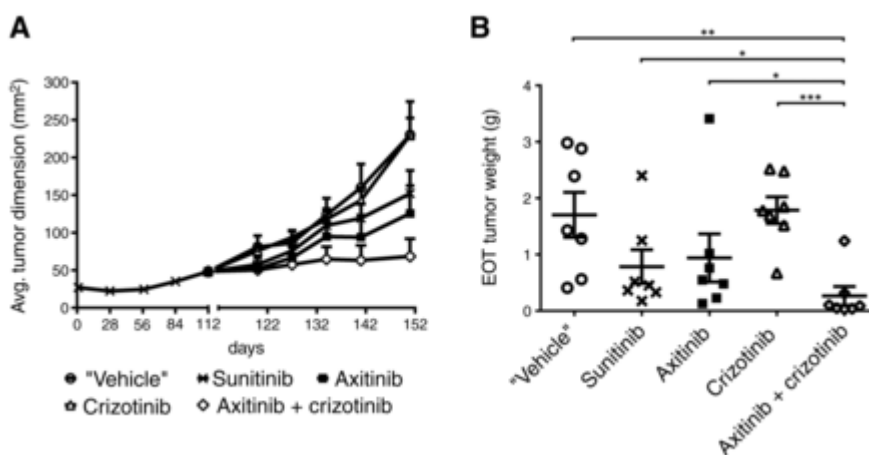 A
Avg. tumor dimension (mm²)
300
250
200
150
100
50
0
0 28 56 84 112 122 132 142 152
days
"Vehicle" Sunitinib Axitinib
Crizotinib Axitinib + crizotinib
B
**
*
*
***
EOT tumor weight (g)
4
3
2
1
0
"Vehicle"
Sunitinib
Axitinib
Crizotinib
Axitinib + crizotinib